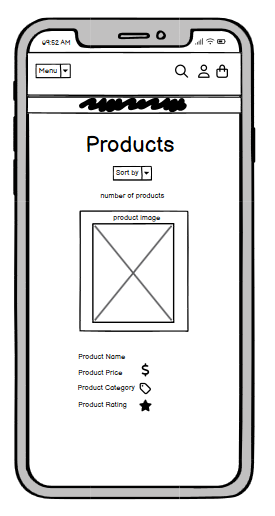 09:52 AM
Menu
Products
Sort by
number of products
product image
Product Name
Product Price $
Product Category
Product Rating